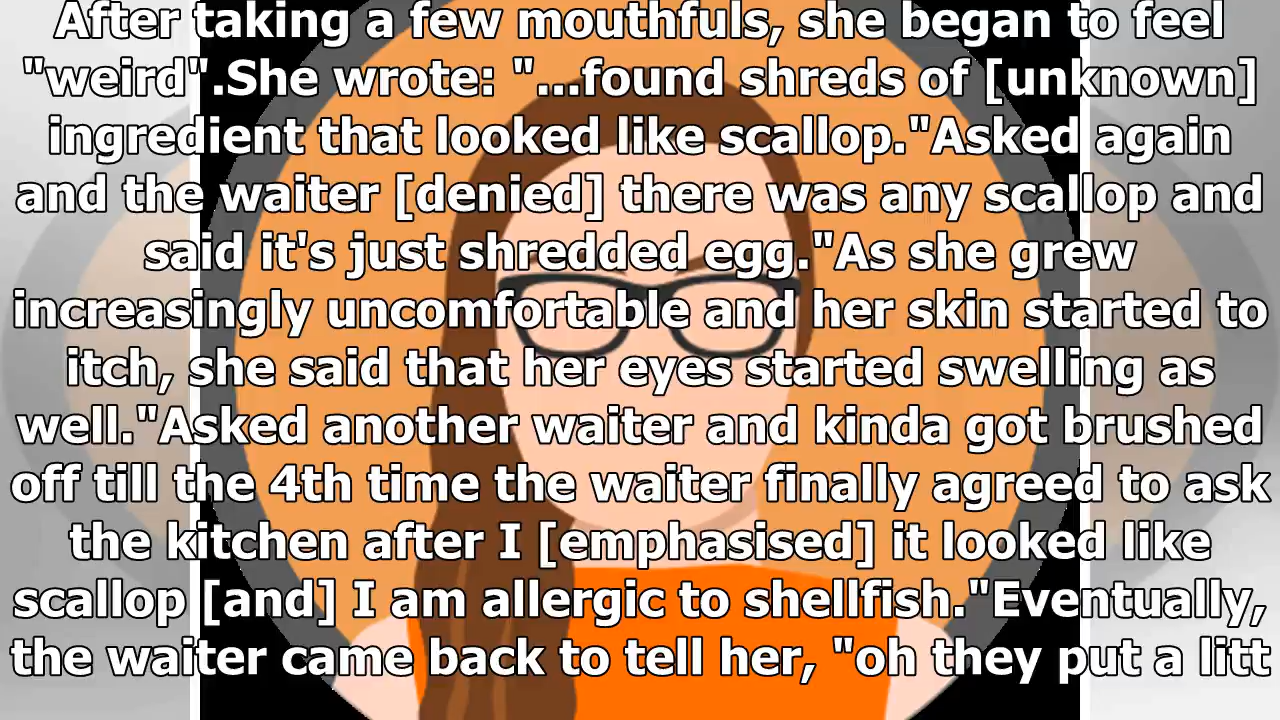 After taking a few mouthfuls, she began to feel
"weird".She wrote: "...found shreds of [unknown]
ingredient that looked like scallop."Asked again
and the waiter [denied] there was any scallop and
said it's just shredded egg."As she grew
increasingly uncomfortable and her skin started to
itch, she said that her eyes started swelling as
well."Asked another waiter and kinda got brushed
off till the 4th time the waiter finally agreed to ask
the kitchen after I [emphasised] it looked like
scallop [and] I am allergic to shellfish."Eventually,
the waiter came back to tell her, "oh they put a litt